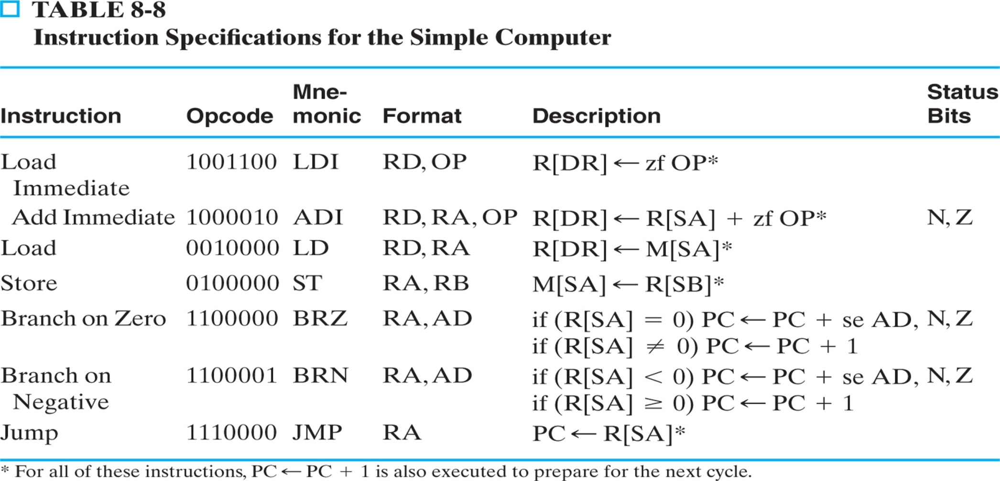 TABLE 8-8
Instruction Specifications for the Simple Computer
Instruction Opcode Mne-monic Format Description Status Bits
Load Immediate 1001100 LDI RD, OP R[DR] ← zf OP*
Add Immediate 1000010 ADI RD, RA, OP R[DR] ← R[SA] + zf OP* N, Z
Load 0010000 LD RD, RA R[DR] ← M[SA]*
Store 0100000 ST RA, RB M[SA] ← R[SB]*
Branch on Zero 1100000 BRZ RA, AD if (R[SA] = 0) PC ← PC + se AD, N, Z
if (R[SA] ≠ 0) PC ← PC + 1
Branch on Negative 1100001 BRN RA, AD if (R[SA] < 0) PC ← PC + se AD, N, Z
if (R[SA] ≥ 0) PC ← PC + 1
Jump 1110000 JMP RA PC ← R[SA]*
* For all of these instructions, PC ← PC + 1 is also executed to prepare for the next cycle.